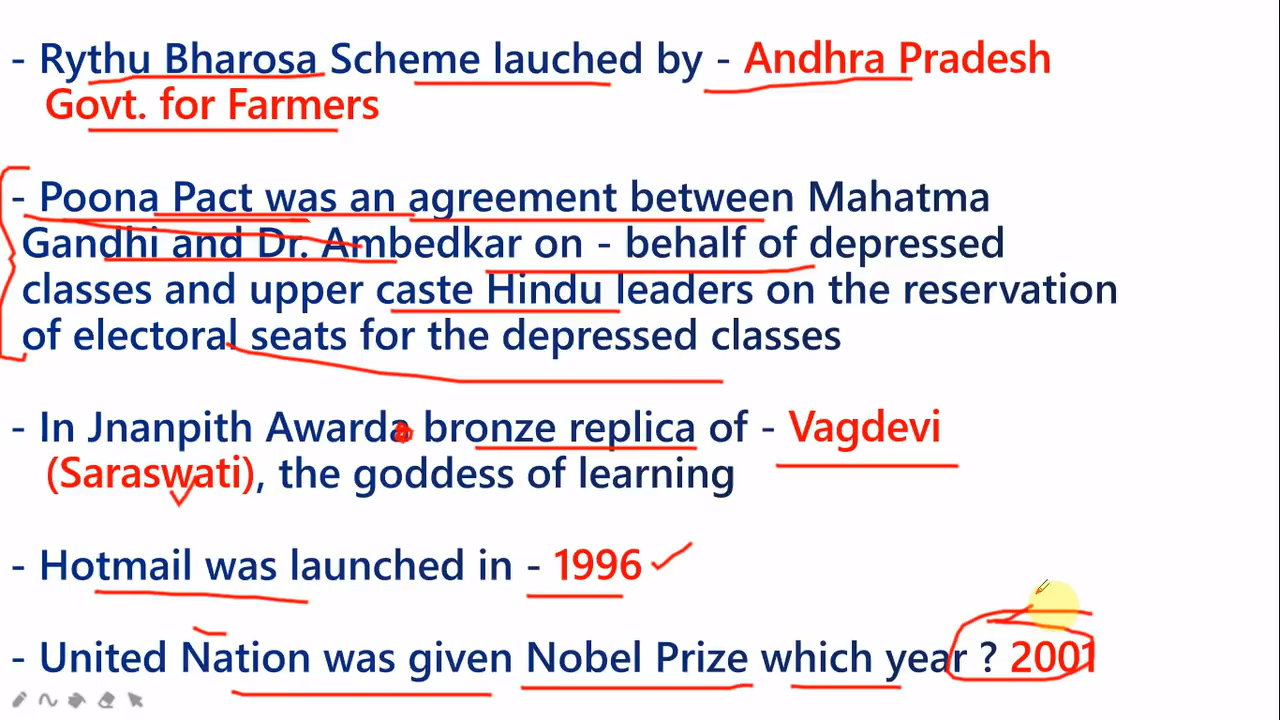 - Rythu Bharosa Scheme lauched by - Andhra Pradesh
Govt. for Farmers
- Poona Pact was an agreement between Mahatma
Gandhi and Dr. Ambedkar on - behalf of depressed
classes and upper caste Hindu leaders on the reservation
of electoral seats for the depressed classes
- In Jnanpith Awarda bronze replica of - Vagdevi
(Saraswati), the goddess of learning
- Hotmail was launched in - 1996
- United Nation was given Nobel Prize which year ? 2001